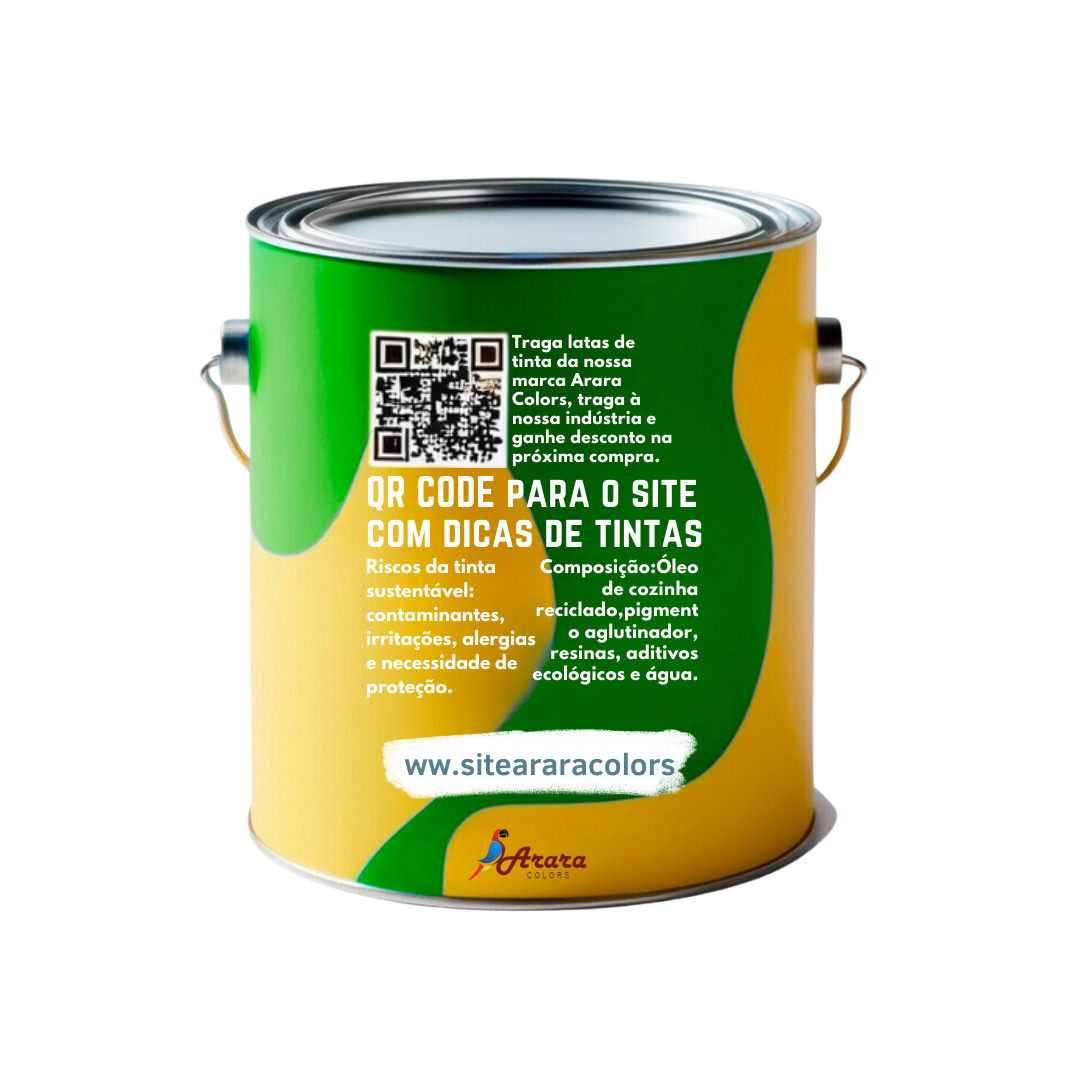 Traga latas de
tinta da nossa
marca Arara
Colors, traga à
nossa indústria e
ganhe desconto na
próxima compra.
QR CODE PARA O SITE
COM DICAS DE TINTAS
Riscos da tinta
sustentável:
contaminantes,
irritações, alergias
e necessidade de
proteção.
Composição:Óleo
de cozinha
reciclado,pigment
o aglutinador,
resinas, aditivos
ecológicos e água.
ww.siteararacolors
Arara
COLORS